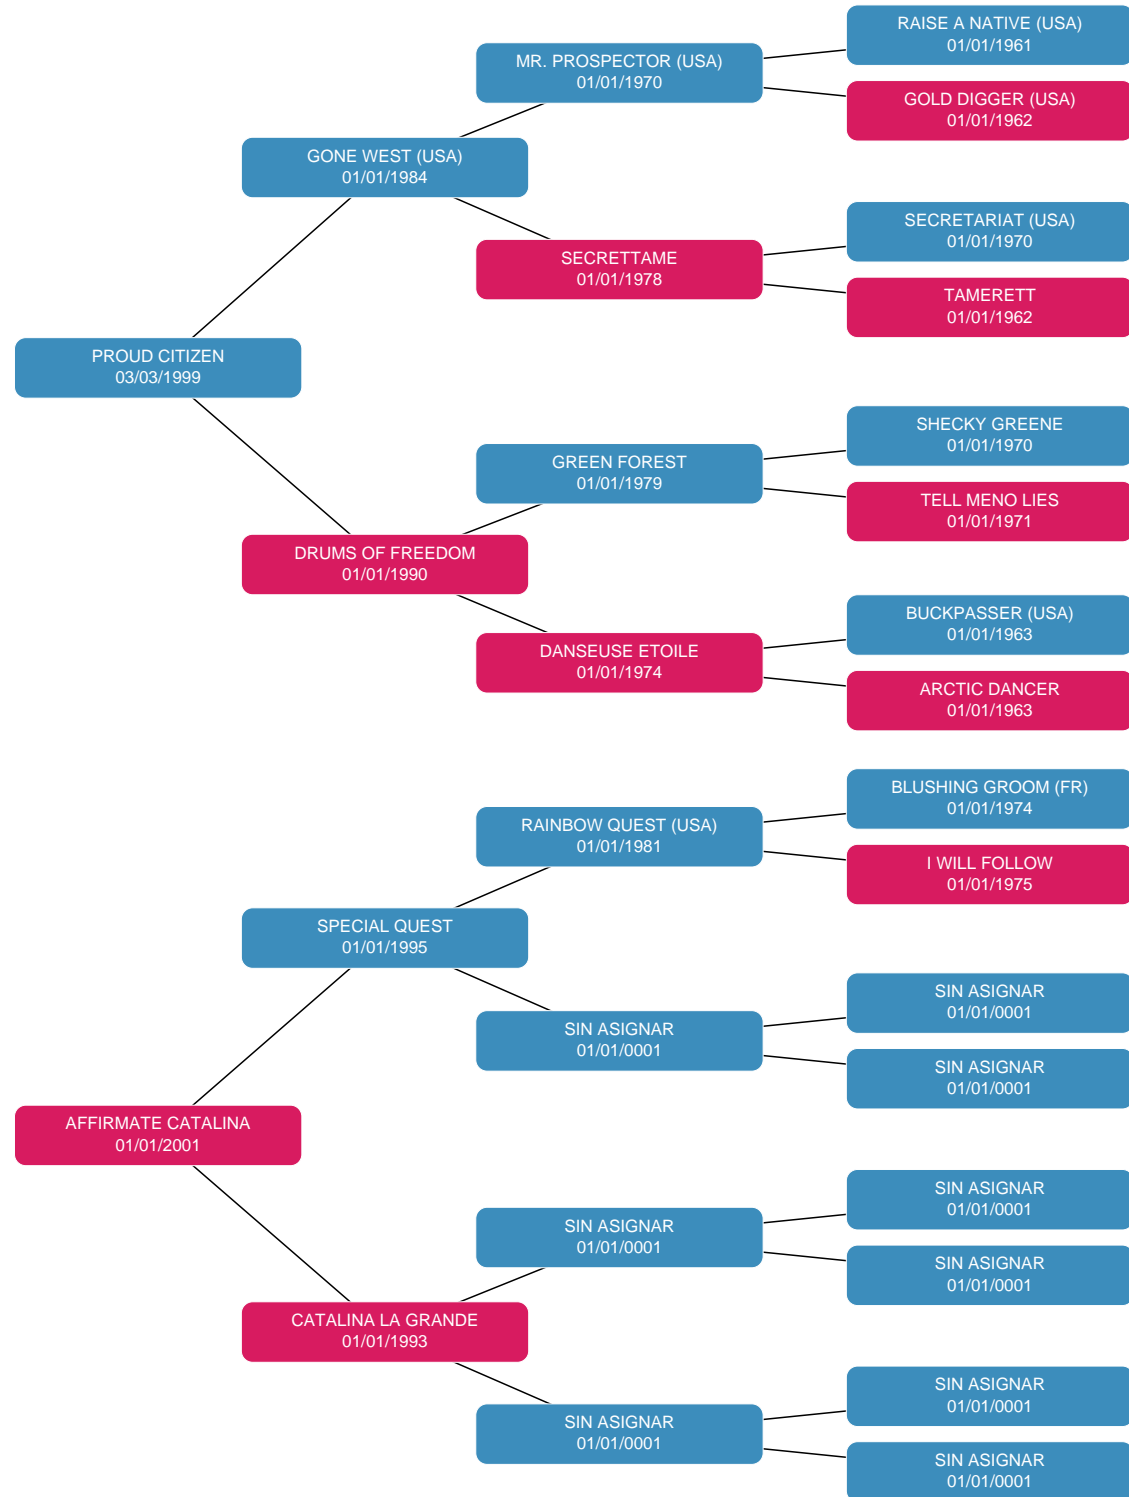 RAISE A NATIVE (USA)
01/01/1961
MR. PROSPECTOR (USA)
01/01/1970
GOLD DIGGER (USA)
01/01/1962
GONE WEST (USA)
01/01/1984
SECRETARIAT (USA)
01/01/1970
SECRETTAME
01/01/1978
TAMERETT
01/01/1962
PROUD CITIZEN
03/03/1999
SHECKY GREENE
01/01/1970
GREEN FOREST
01/01/1979
TELL MENO LIES
01/01/1971
DRUMS OF FREEDOM
01/01/1990
BUCKPASSER (USA)
01/01/1963
DANSEUSE ETOILE
01/01/1974
ARCTIC DANCER
01/01/1963
BLUSHING GROOM (FR)
01/01/1974
RAINBOW QUEST (USA)
01/01/1981
I WILL FOLLOW
01/01/1975
SPECIAL QUEST
01/01/1995
SIN ASIGNAR
01/01/0001
SIN ASIGNAR
01/01/0001
SIN ASIGNAR
01/01/0001
AFFIRMATE CATALINA
01/01/2001
SIN ASIGNAR
01/01/0001
SIN ASIGNAR
01/01/0001
SIN ASIGNAR
01/01/0001
CATALINA LA GRANDE
01/01/1993
SIN ASIGNAR
01/01/0001
SIN ASIGNAR
01/01/0001
SIN ASIGNAR
01/01/0001